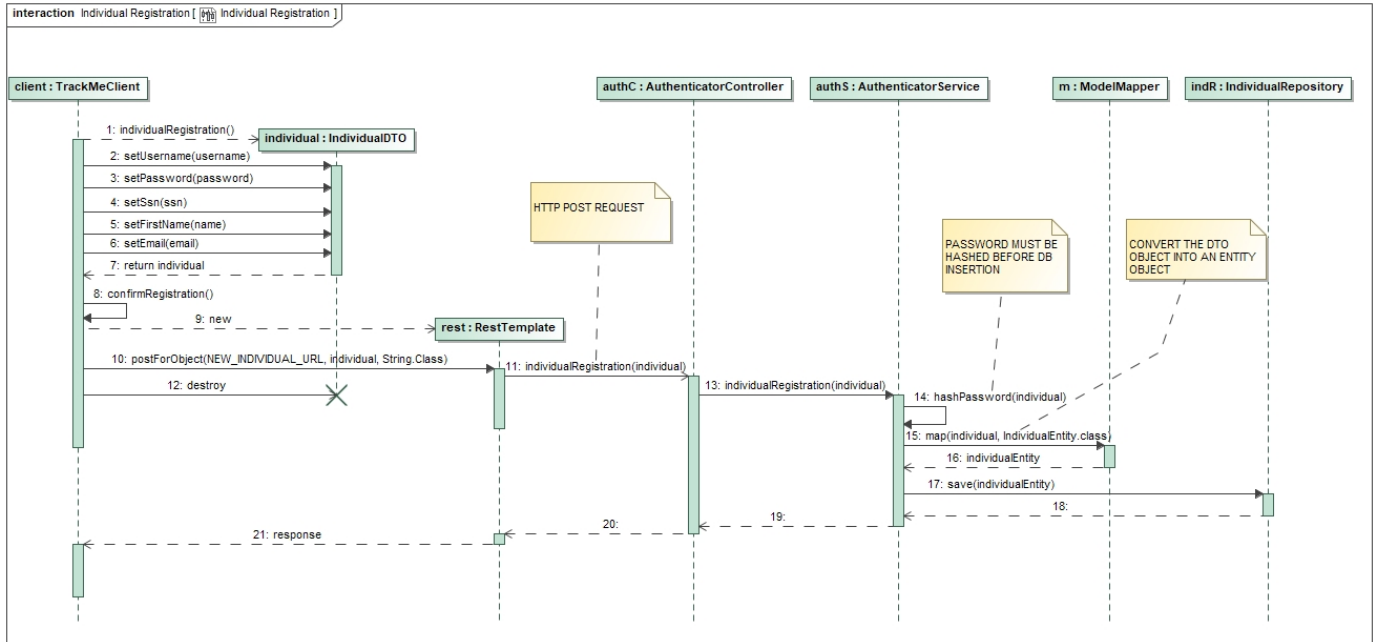 interaction Individual Registration [ Individual Registration ]
client : TrackMeClient
authC : AuthenticatorController
authS : AuthenticatorService
m : ModelMapper
indR : IndividualRepository
1: individualRegistration()
individual : IndividualDTO
2: setUsername(username)
3: setPassword(password)
4: setSsn(ssn)
5: setFirstName(name)
6: setEmail(email)
7: return individual
HTTP POST REQUEST
PASSWORD MUST BE
HASHED BEFORE DB
INSERTION
CONVERT THE DTO
OBJECT INTO AN ENTITY
OBJECT
8: confirmRegistration()
9: new
rest : RestTemplate
10: postForObject(NEW_INDIVIDUAL_URL, individual, String.Class)
11: individualRegistration(individual)
12: destroy
13: individualRegistration(individual)
14: hashPassword(individual)
15: map(individual, IndividualEntity.class)
16: individualEntity
17: save(individualEntity)
18:
19:
20:
21: response